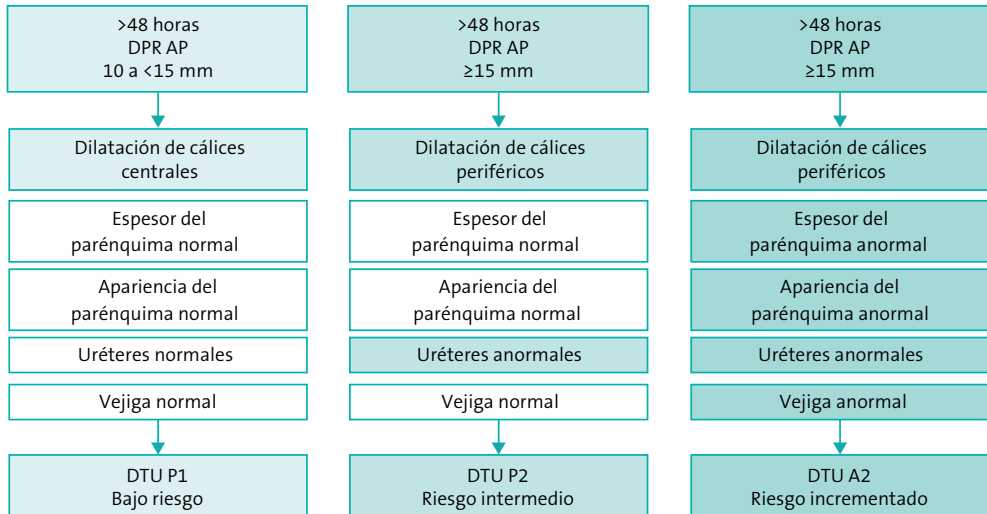 >48 horas
DPR AP
10 a <15 mm
Dilatación de cálices
centrales
Espesor del
parénquima normal
Apariencia del
parénquima normal
Uréteres normales
Vejiga normal
DTU P1
Bajo riesgo
>48 horas
DPR AP
≥15 mm
Dilatación de cálices
periféricos
Espesor del
parénquima normal
Apariencia del
parénquima normal
Uréteres anormales
Vejiga normal
DTU P2
Riesgo intermedio
>48 horas
DPR AP
≥15 mm
Dilatación de cálices
periféricos
Espesor del
parénquima anormal
Apariencia del
parénquima anormal
Uréteres anormales
Vejiga anormal
DTU A2
Riesgo incrementado